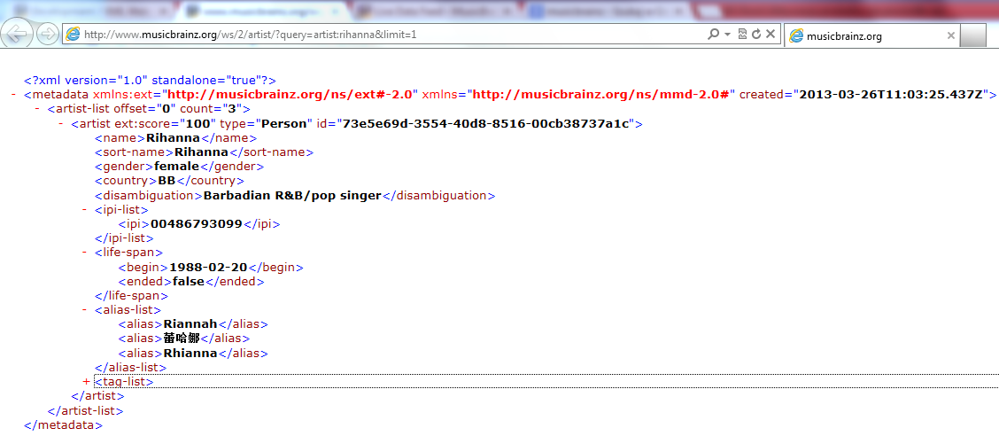 http://www.musicbrainz.org/ws/2/artist/?query=artist:rihanna&limit=1
musicbrainz.org
<?xml version="1.0" standalone="true"?>
- <metadata xmlns:ext="http://musicbrainz.org/ns/ext#-2.0" xmlns="http://musicbrainz.org/ns/mmd-2.0#" created="2013-03-26T11:03:25.437Z">
- <artist-list offset="0" count="3">
- <artist ext:score="100" type="Person" id="73e5e69d-3554-40d8-8516-00cb38737a1c">
<name>Rihanna</name>
<sort-name>Rihanna</sort-name>
<gender>female</gender>
<country>BB</country>
<disambiguation>Barbadian R&B/pop singer</disambiguation>
- <ipi-list>
<ipi>00486793099</ipi>
</ipi-list>
- <life-span>
<begin>1988-02-20</begin>
<ended>false</ended>
</life-span>
- <alias-list>
<alias>Riannah</alias>
<alias>蕾哈娜</alias>
<alias>Rhianna</alias>
</alias-list>
+ <tag-list>
</artist>
</artist-list>
</metadata>